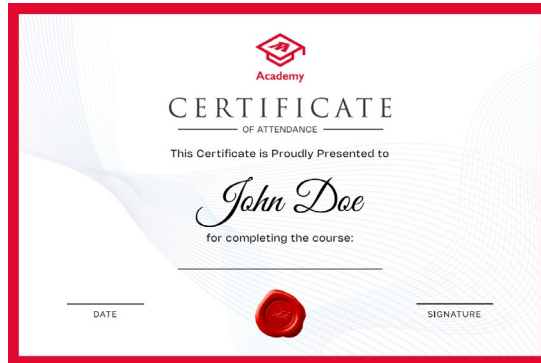 Academy
CERTIFICATE
OF ATTENDANCE
This Certificate is Proudly Presented to
John Doe
for completing the course:
DATE
SIGNATURE